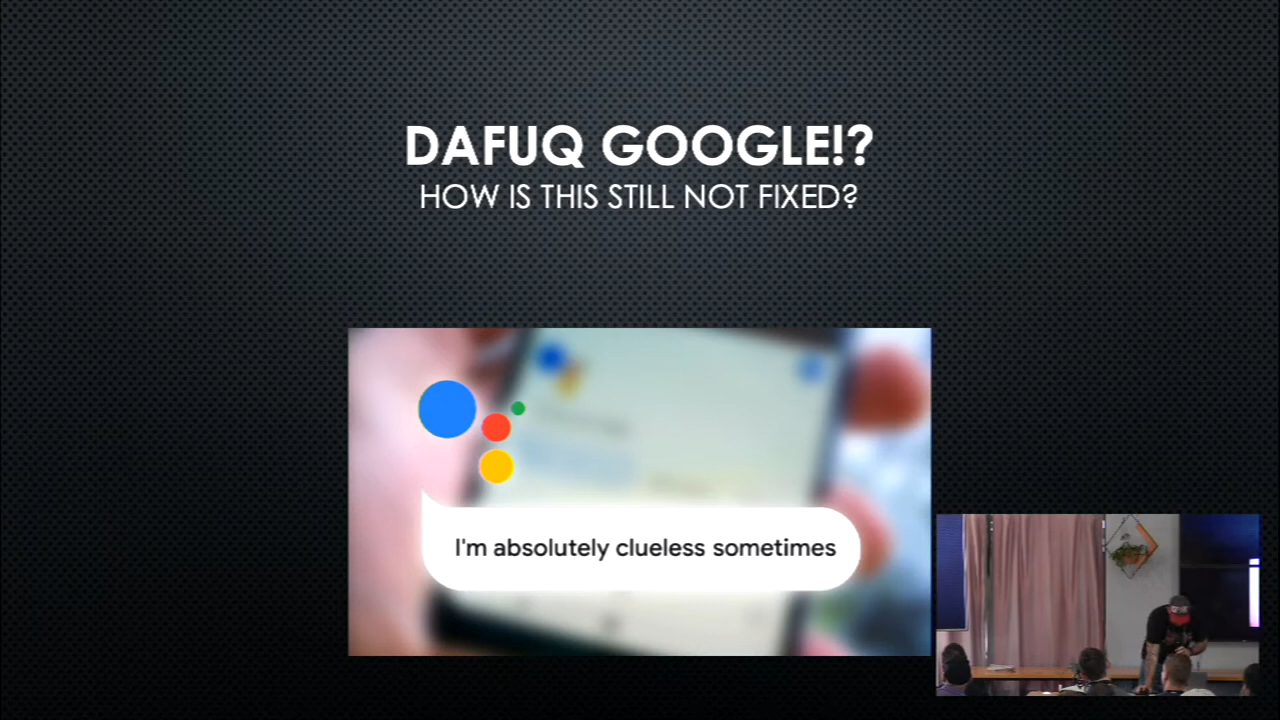 DAFUQ GOOGLE!?
HOW IS THIS STILL NOT FIXED?
I'm absolutely clueless sometimes